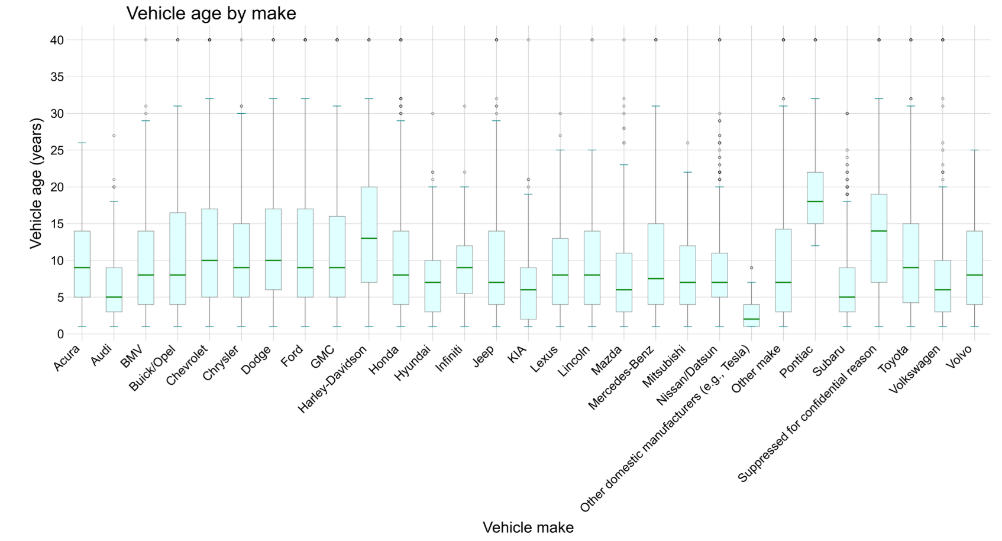 Vehicle age by make
Vehicle age (years)
40
35
30
25
20
15
10
5
0
Acura
Audi
BMV
Buick/Opel
Chevrolet
Chrysler
Dodge
Ford
GMC
Harley-Davidson
Honda
Hyundai
Infiniti
Jeep
KIA
Lexus
Lincoln
Mazda
Mercedes-Benz
Mitsubishi
Nissan/Datsun
Other domestic manufacturers (e.g., Tesla)
Other make
Pontiac
Subaru
Suppressed for confidential reason
Toyota
Volkswagen
Volvo
Vehicle make